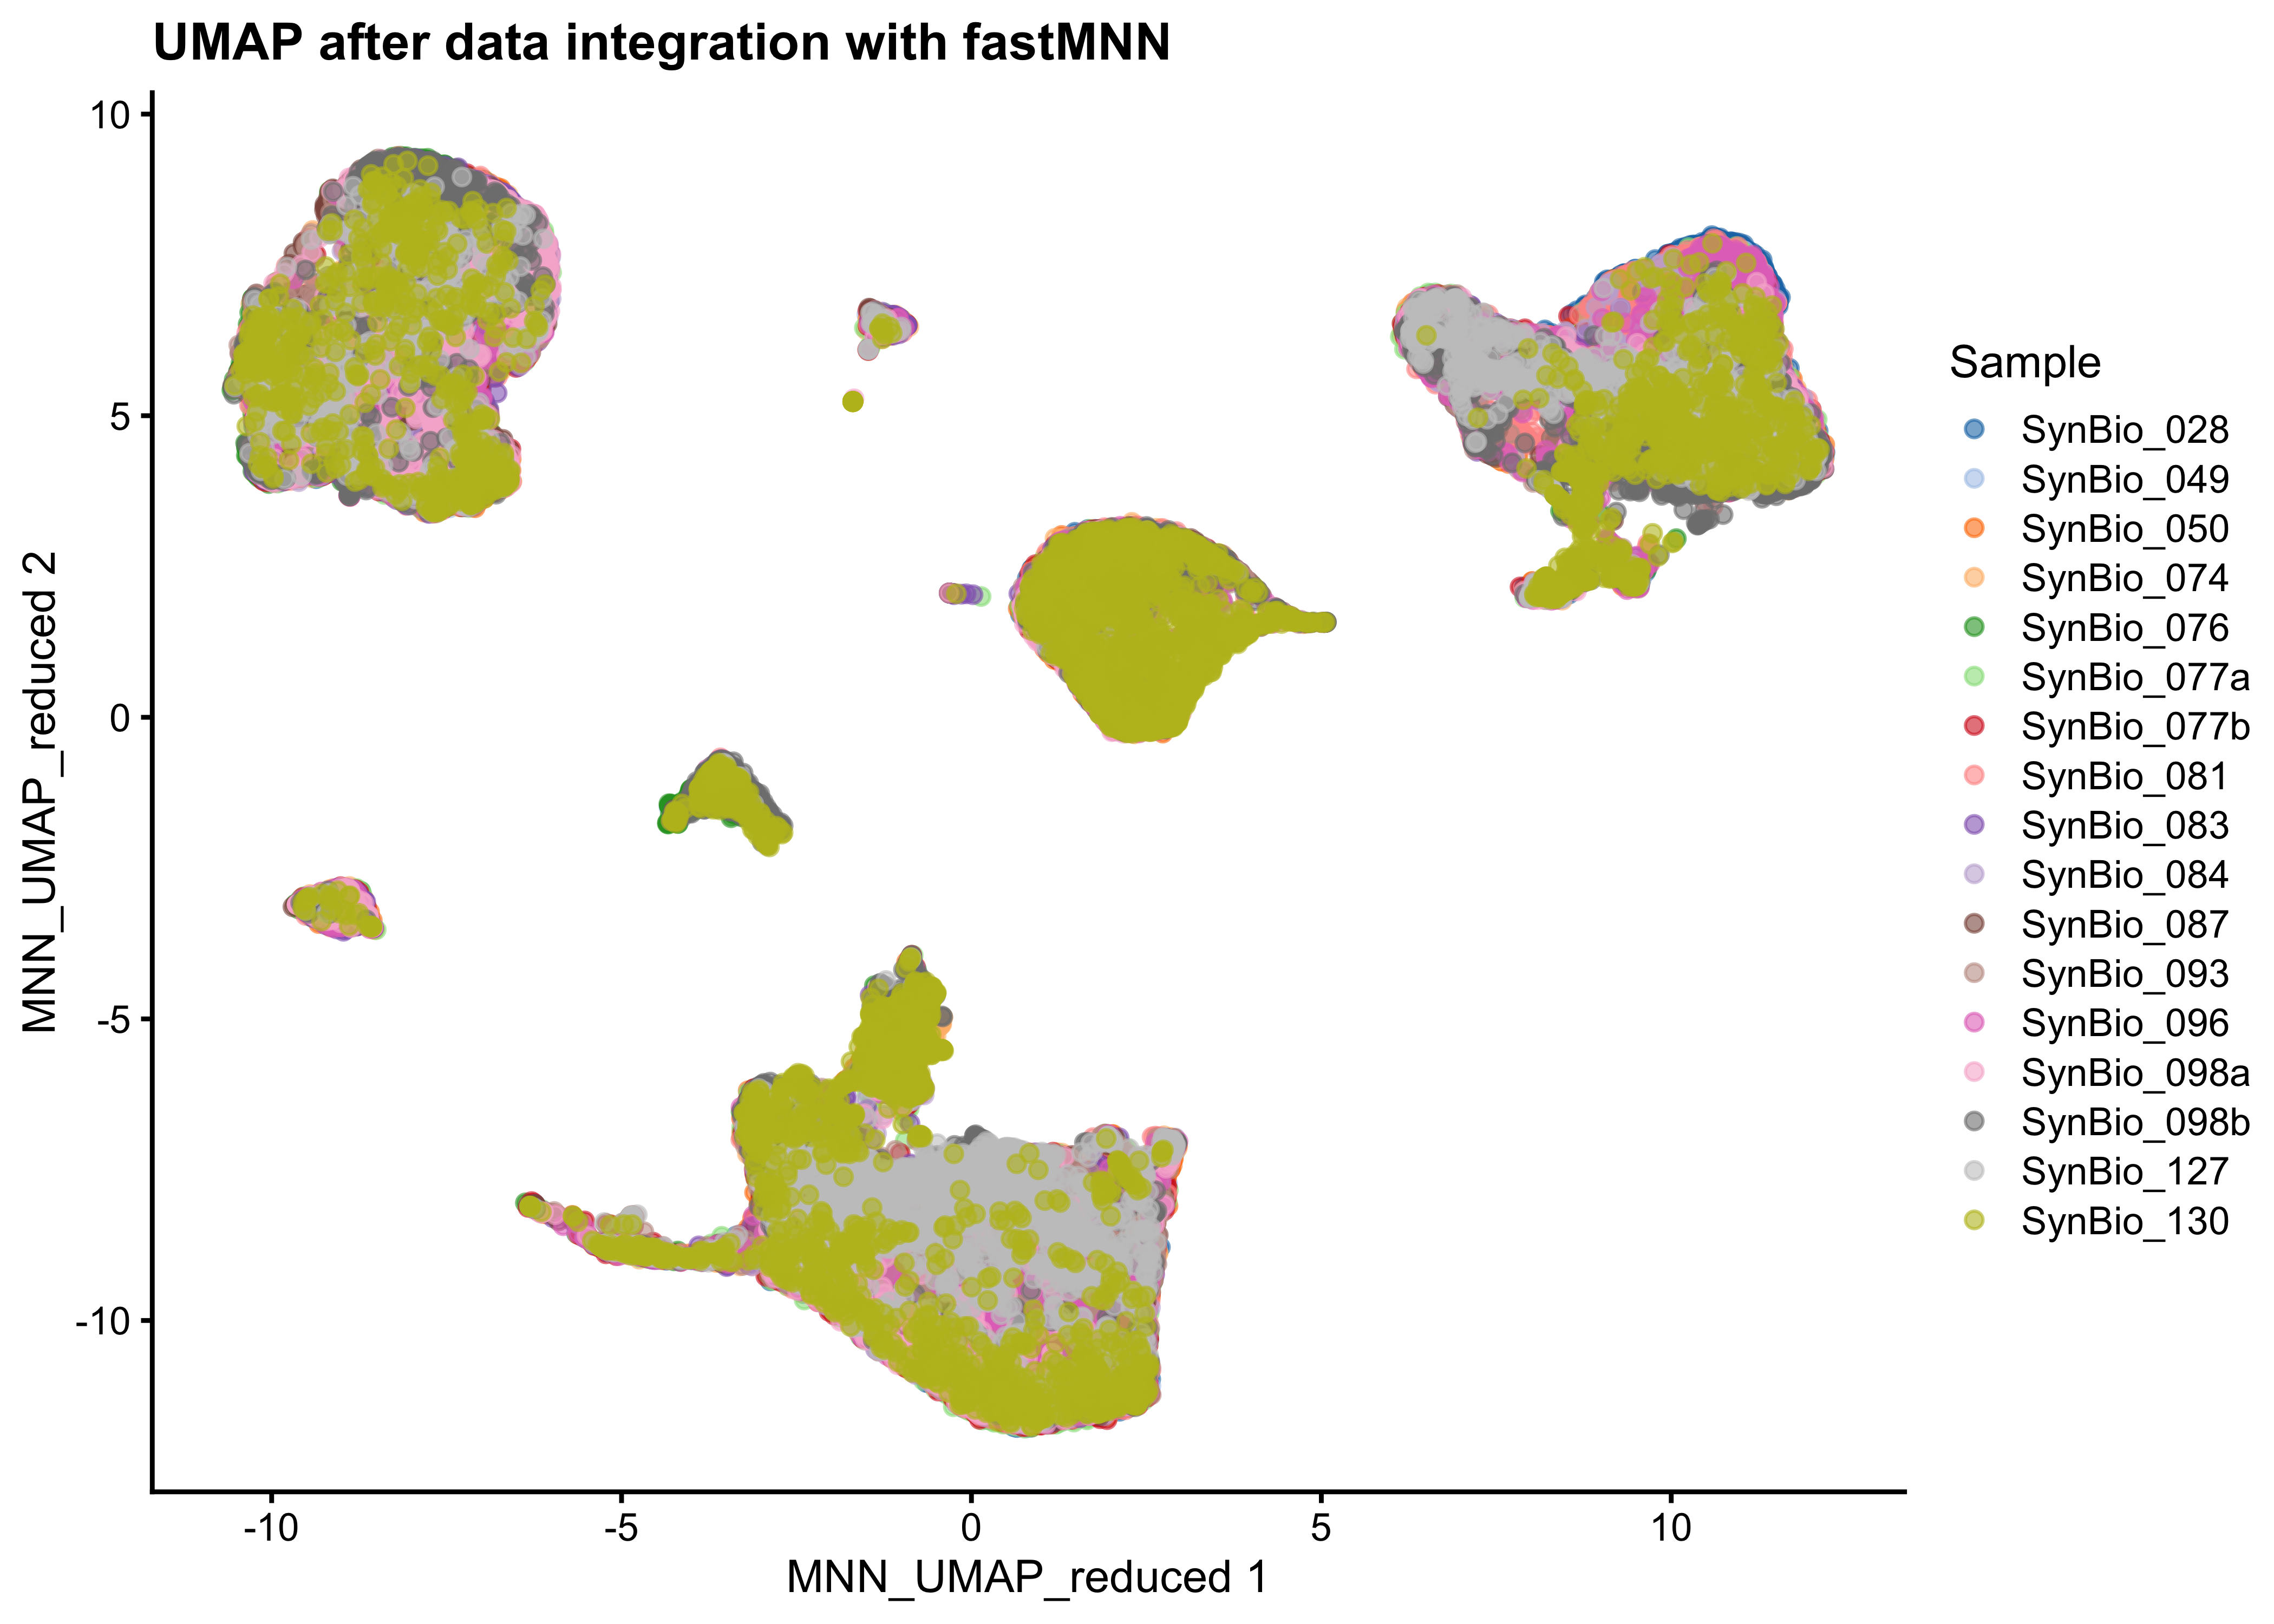 UMAP after data integration with fastMNN
MNN_UMAP_reduced 2
10
5
0
-5
-10
-10
-5
0
5
10
MNN_UMAP_reduced 1
Sample
SynBio_028
SynBio_049
SynBio_050
SynBio_074
SynBio_076
SynBio_077a
SynBio_077b
SynBio_081
SynBio_083
SynBio_084
SynBio_087
SynBio_093
SynBio_096
SynBio_098a
SynBio_098b
SynBio_127
SynBio_130